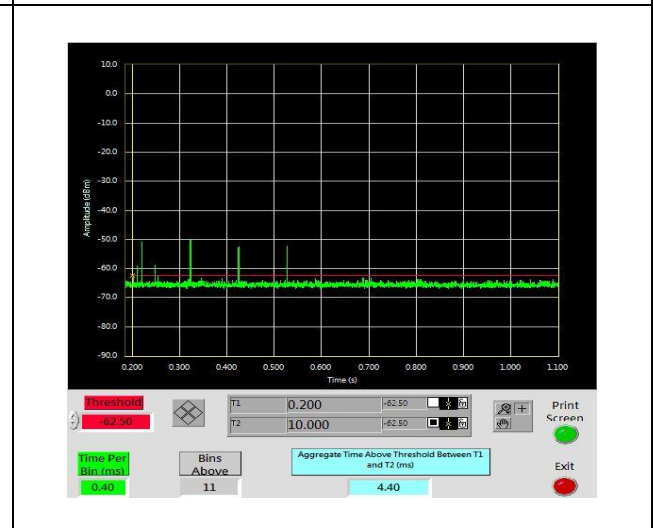 10.0
0.0
-10.0
-20.0
-30.0
-40.0
-50.0
-60.0
-70.0
-80.0
-90.0
Amplitude (dBm)
0.200 0.300 0.400 0.500 0.600 0.700 0.800 0.900 1.000 1.100
Time (s)
Threshold
-62.50
T1 0.200 -62.50
T2 10.000 -62.50
Print
Screen
Time Per
Bin (ms)
0.40
Bins
Above
11
Aggregate Time Above Threshold Between T1
and T2 (ms)
4.40
Exit